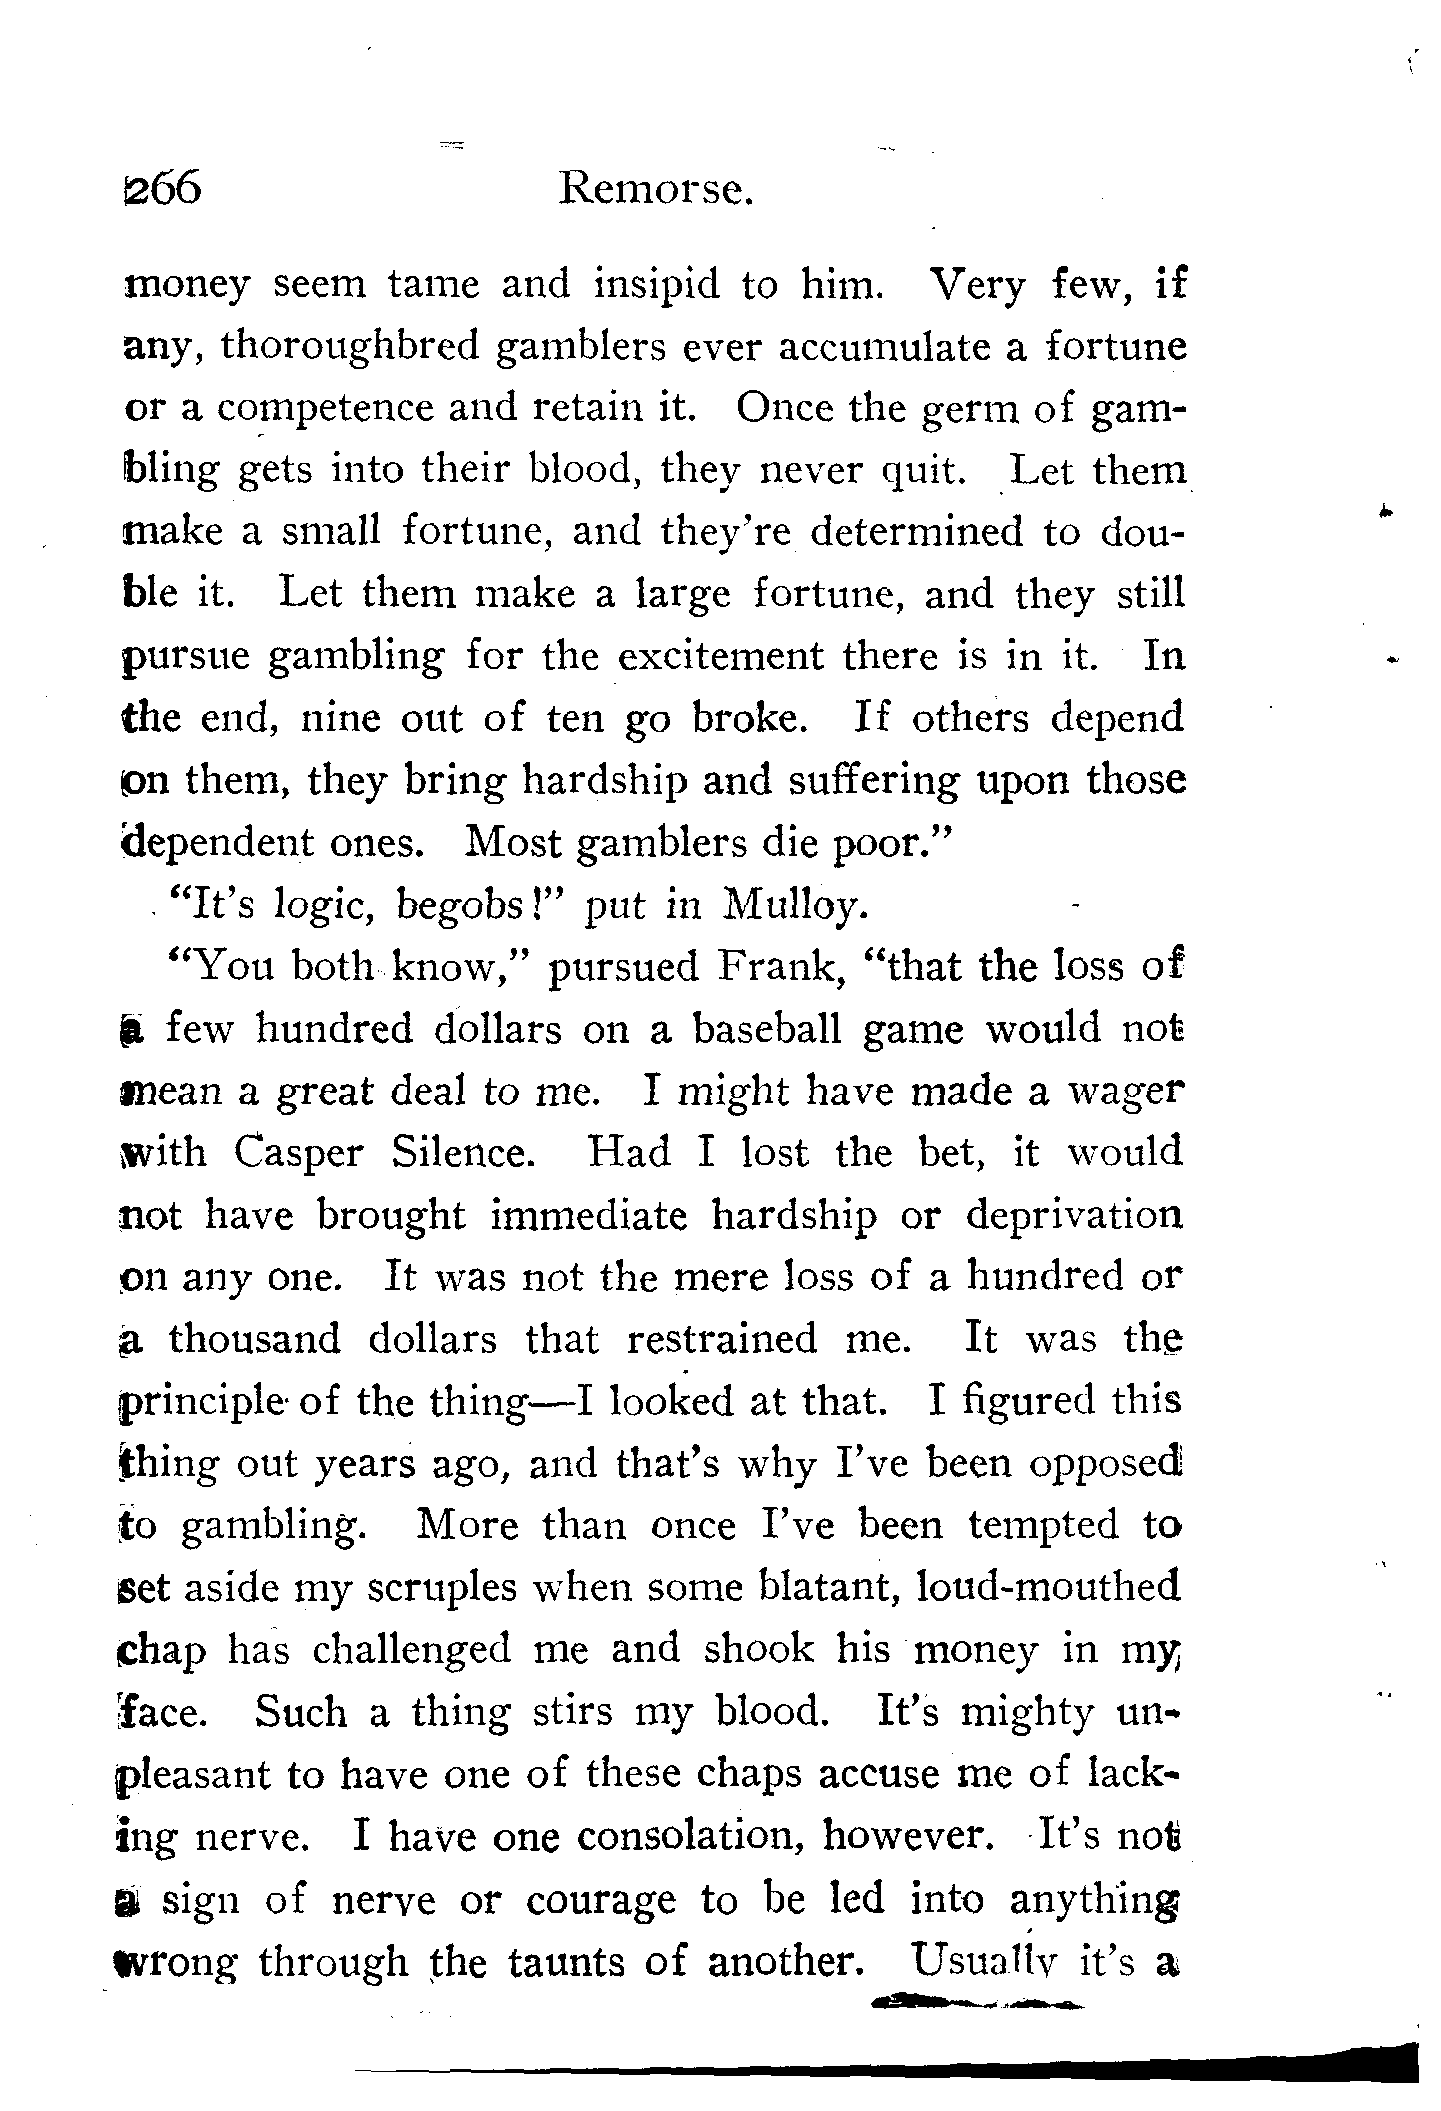 266 Remorse.
money seem tame and insipid to him. Very few, if
any, thoroughbred gamblers ever accumulate a fortune
or a competence and retain it. Once the germ of gam-
bling gets into their blood, they never quit. Let them
make a small fortune, and they're determined to dou-
ble it. Let them make a large fortune, and they still
pursue gambling for the excitement there is in it. In
the end, nine out of ten go broke. If others depend
on them, they bring hardship and suffering upon those
dependent ones. Most gamblers die poor."
"It's logic, begobs!" put in Mulloy.
"You both know," pursued Frank, "that the loss of
a few hundred dollars on a baseball game would not
mean a great deal to me. I might have made a wager
with Casper Silence. Had I lost the bet, it would
not have brought immediate hardship or deprivation
on any one. It was not the mere loss of a hundred or
a thousand dollars that restrained me. It was the
principle of the thing—I looked at that. I figured this
thing out years ago, and that's why I've been opposed
to gambling. More than once I've been tempted to
set aside my scruples when some blatant, loud-mouthed
chap has challenged me and shook his money in my
face. Such a thing stirs my blood. It's mighty un-
pleasant to have one of these chaps accuse me of lack-
ing nerve. I have one consolation, however. It's not
a sign of nerve or courage to be led into anything
wrong through the taunts of another. Usually it's a